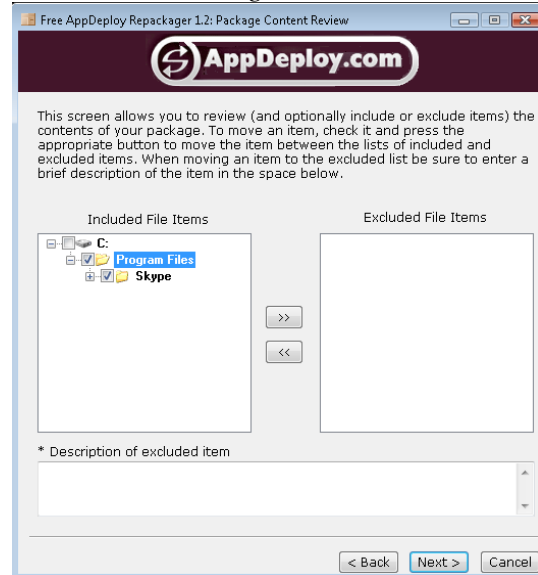 Free AppDeploy Repackager 1.2: Package Content Review
AppDeploy.com
This screen allows you to review (and optionally include or exclude items) the
contents of your package. To move an item, check it and press the
appropriate button to move the item between the lists of included and
excluded items. When moving an item to the excluded list be sure to enter a
brief description of the item in the space below.
Included File Items
Excluded File Items
C:
Program Files
Skype
>>
<<
* Description of excluded item
< Back
Next >
Cancel